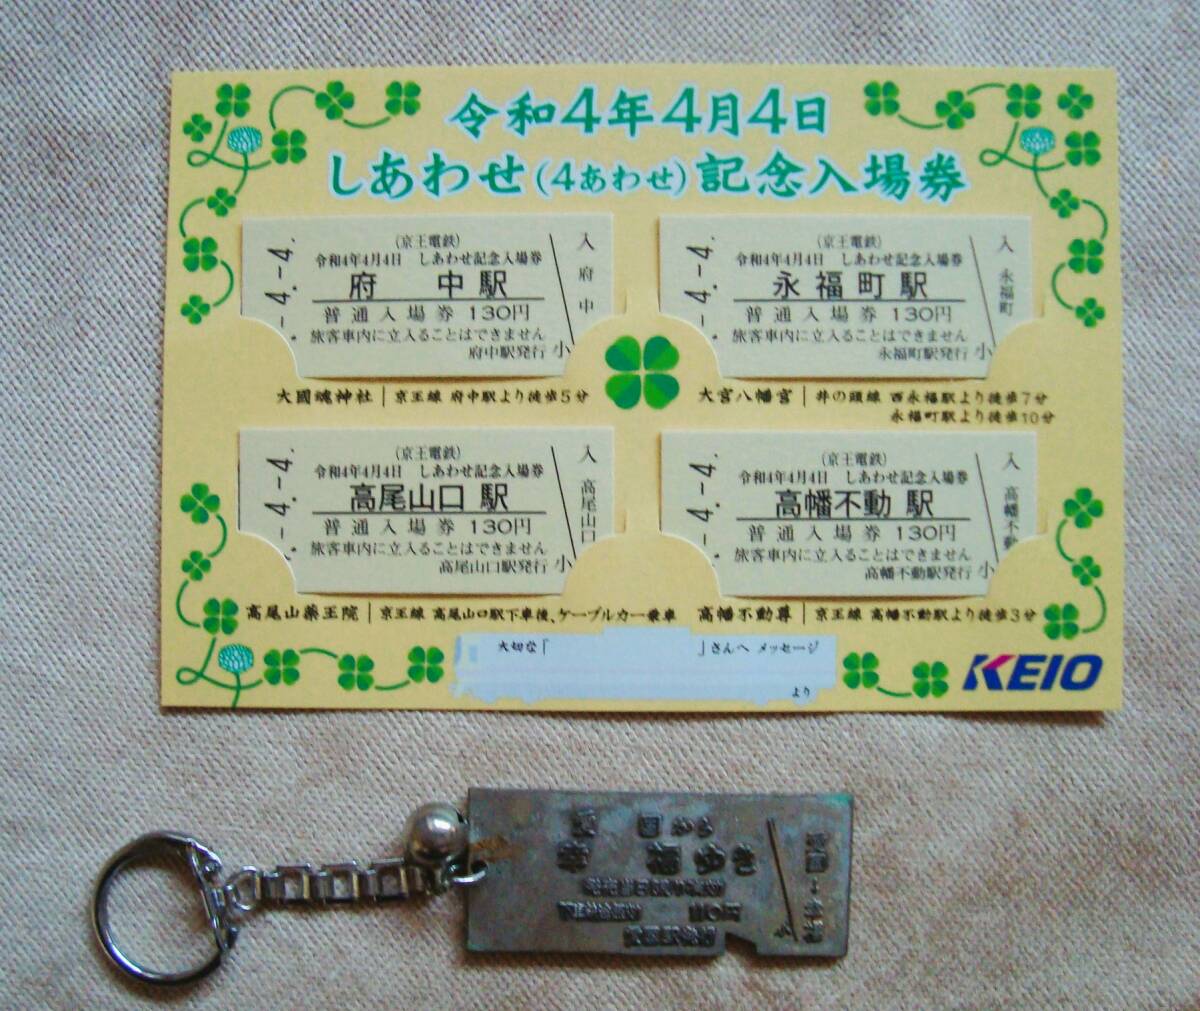 令和4年4月4日
しあわせ(4あわせ)記念入場券
-4.-4.
(京王電鉄)
令和4年4月4日 しあわせ記念入場券
府 中駅
普通入場券 130円
旅客車内に立入ることはできません
府中駅発行 小
入 府中
-4.-4.
(京王電鉄)
令和4年4月4日 しあわせ記念入場券
永福町駅
普通入場券 130円
旅客車内に立入ることはできません
永福町駅発行 小
入 永福町
大國魂神社 | 京王線 府中駅より徒歩5分
大宮八幡宮 | 井の頭線 西永福駅より徒歩7分
永福町駅より徒歩10分
-4.-4.
(京王電鉄)
令和4年4月4日 しあわせ記念入場券
高尾山口駅
普通入場券 130円
旅客車内に立入ることはできません
高尾山口駅発行 小
入 高尾山口
-4.-4.
(京王電鉄)
令和4年4月4日 しあわせ記念入場券
高幡不動駅
普通入場券 130円
旅客車内に立入ることはできません
高幡不動駅発行 小
入 高幡不動
高尾山薬王院 | 京王線 高尾山口駅下車後、ケーブルカー乗車
高幡不動尊 | 京王線 高幡不動駅より徒歩3分
大切な「 」さんへ メッセージ
より
KEIO
愛 国から
幸 福ゆき